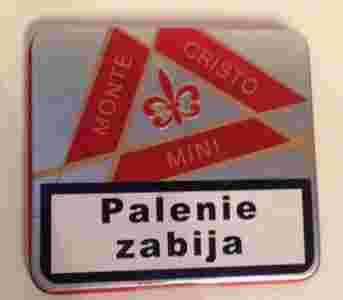 MONTE
CRISTO
MINI
Palenie
zabija